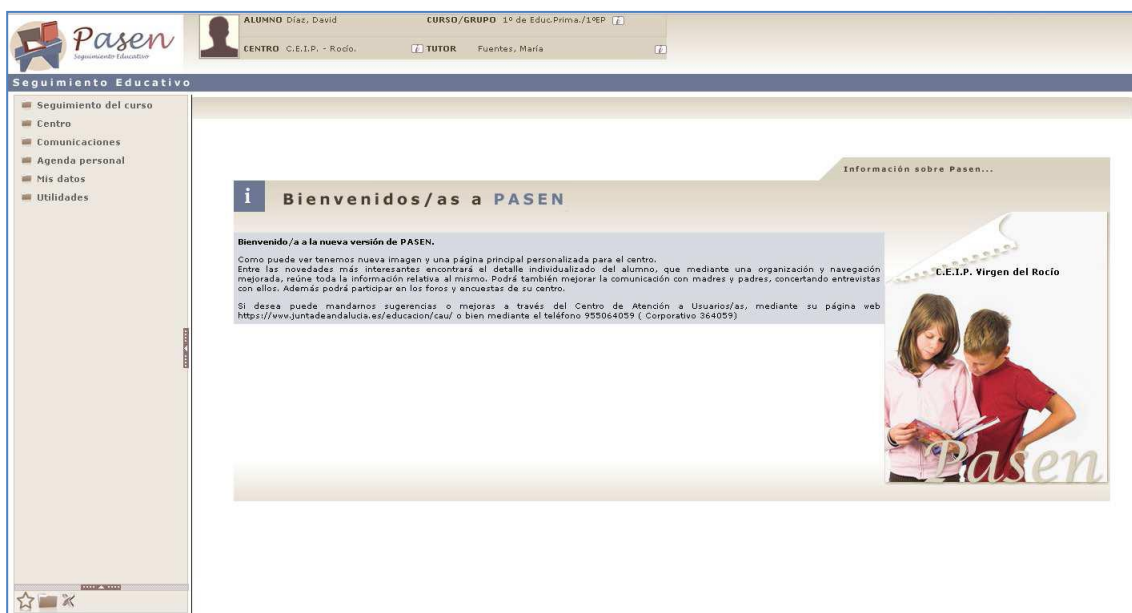 Pasen
Seguimiento Educativo
ALUMNO Díaz, David
CURSO/GRUPO 1º de Educ.Prima./1ºEP
CENTRO C.E.I.P. - Rocío.
TUTOR Fuentes, María
Seguimiento Educativo
Seguimiento del curso
Centro
Comunicaciones
Agenda personal
Mis datos
Utilidades
Información sobre Pasen...
i Bienvenidos/as a PASEN
Bienvenido/a a la nueva versión de PASEN.
Como puede ver tenemos nueva imagen y una página principal personalizada para el centro.
Entre las novedades más interesantes encontrará el detalle individualizado del alumno, que mediante una organización y navegación
mejorada, reúne toda la información relativa al mismo. Podrá también mejorar la comunicación con madres y padres, concertando entrevistas
con ellos. Además podrá participar en los foros y encuestas de su centro.
Si desea puede mandarnos sugerencias o mejoras a través del Centro de Atención a Usuarios/as, mediante su página web
https://www.juntadeandalucia.es/educacion/cau/ o bien mediante el teléfono 955064059 ( Corporativo 364059)
C.E.I.P. Virgen del Rocío
Pasen